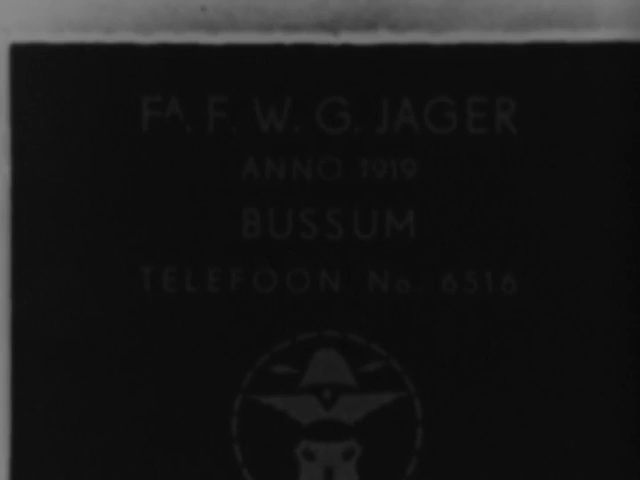 Fᴬ. F. W. G. JAGER
ANNO 1919
BUSSUM
TELEFOON No. 6516